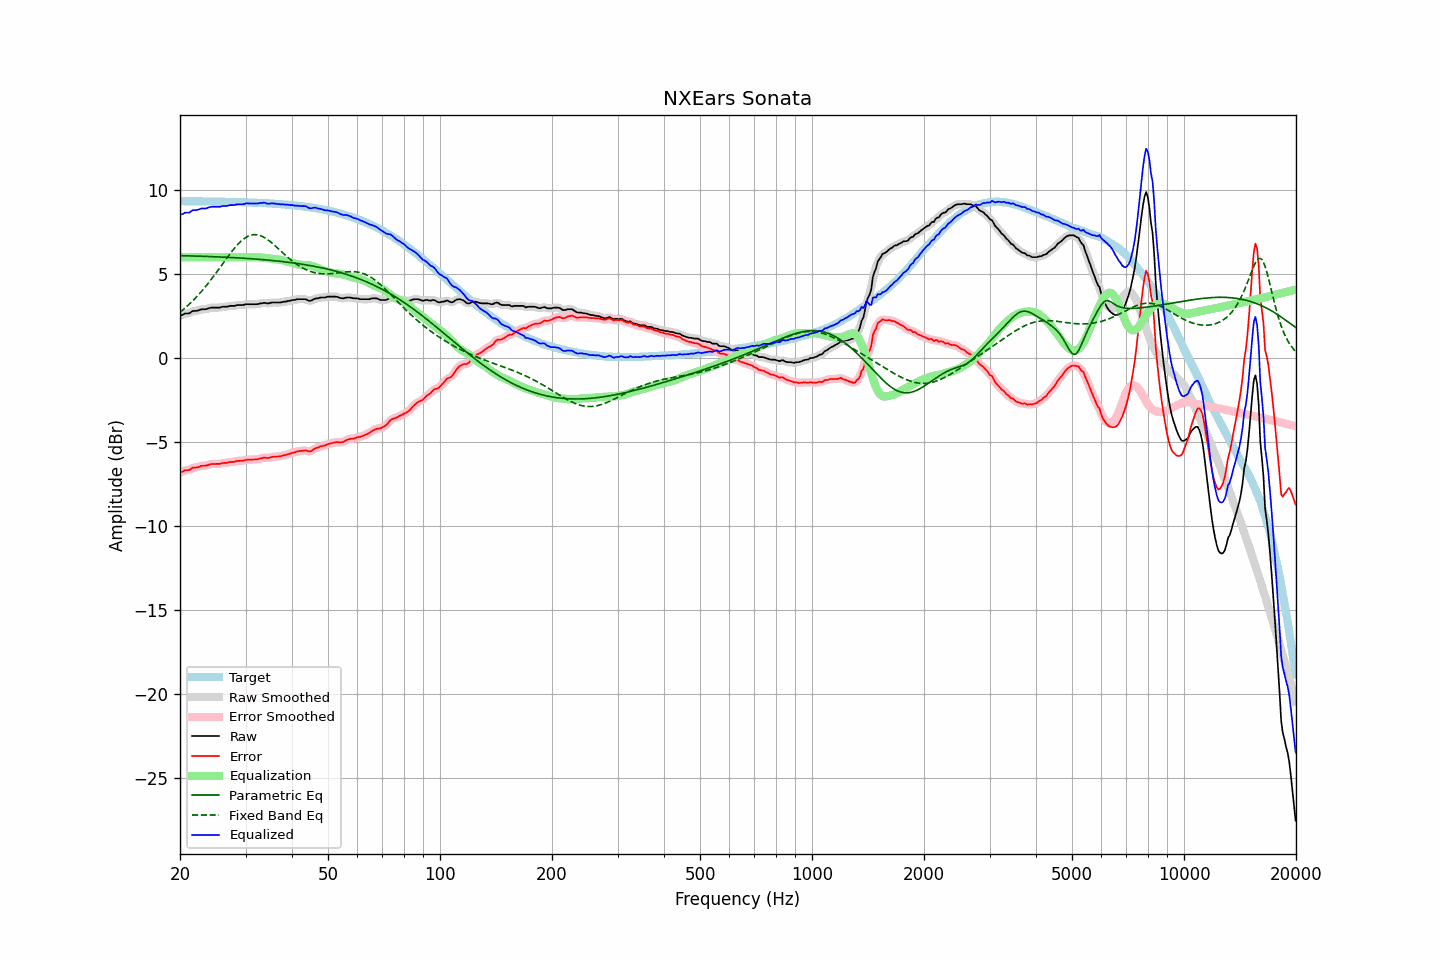 NXEars Sonata
10
5
0
−5
−10
−15
−20
−25
Amplitude (dBr)
Target
Raw Smoothed
Error Smoothed
Raw
Error
Equalization
Parametric Eq
Fixed Band Eq
Equalized
20 50 100 200 500 1000 2000 5000 10000 20000
Frequency (Hz)